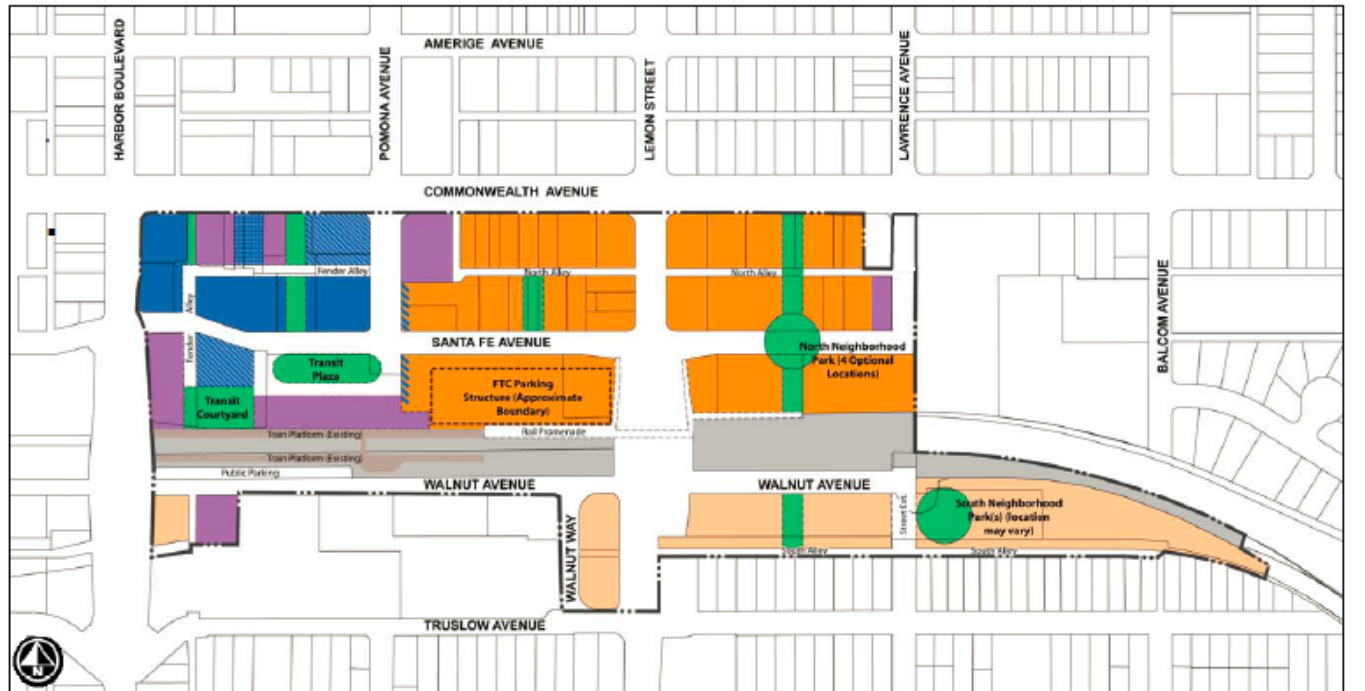 HARBOR BOULEVARD
AMERIGE AVENUE
POMONA AVENUE
LEMON STREET
LAWRENCE AVENUE
COMMONWEALTH AVENUE
BALCOM AVENUE
Fender Alley
North Alley
North Alley
Fender Alley
SANTA FE AVENUE
Transit
Plaza
North Neighborhood
Park (4 Optional
Locations)
FTC Parking
Structure (Approximate
Boundary)
Transit
Courtyard
Train Platform (Existing)
Rail Promenade
Train Platform (Existing)
Public Parking
WALNUT AVENUE
WALNUT AVENUE
Street Ext.
South Neighborhood
Park(s) (location
may vary)
WALNUT WAY
South Alley
South Alley
TRUSLOW AVENUE
N